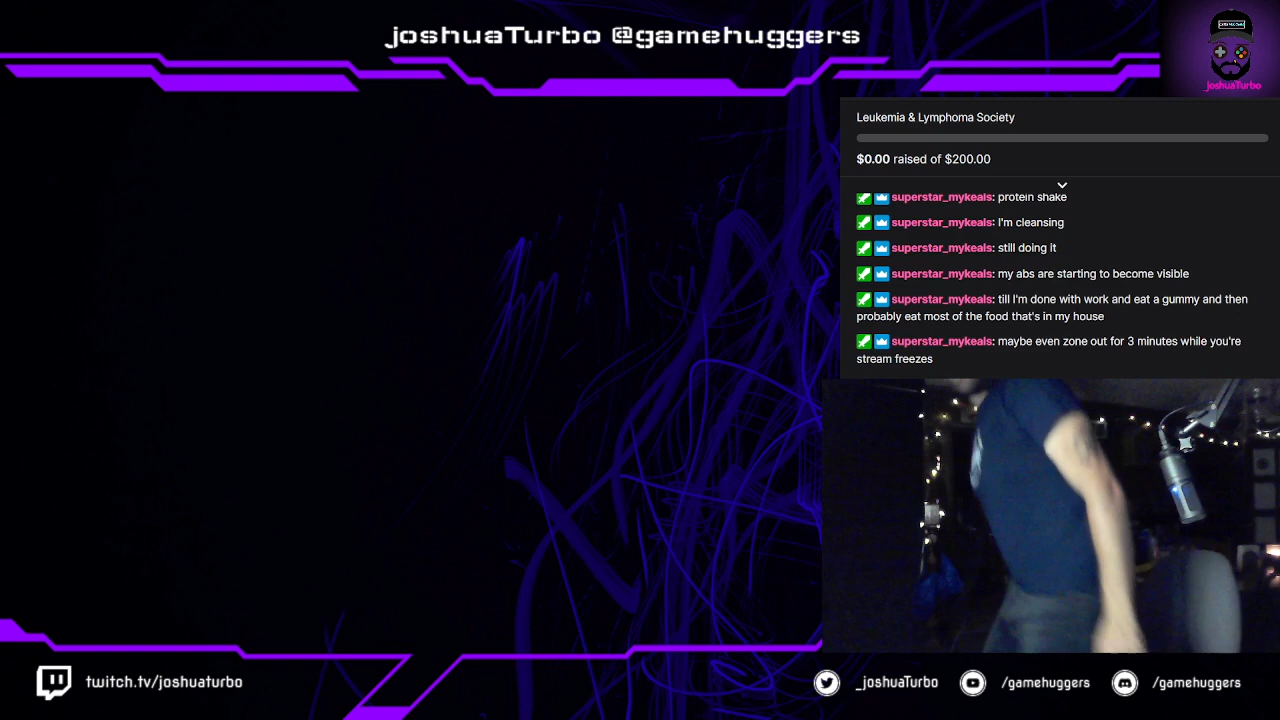 joshuaTurbo @gamehuggers
joshuaTurbo
Leukemia & Lymphoma Society
$0.00 raised of $200.00
superstar_mykeals: protein shake
superstar_mykeals: I'm cleansing
superstar_mykeals: still doing it
superstar_mykeals: my abs are starting to become visible
superstar_mykeals: till I'm done with work and eat a gummy and then
probably eat most of the food that's in my house
superstar_mykeals: maybe even zone out for 3 minutes while you're
stream freezes
twitch.tv/joshuaturbo
_joshuaTurbo
/gamehuggers
/gamehuggers